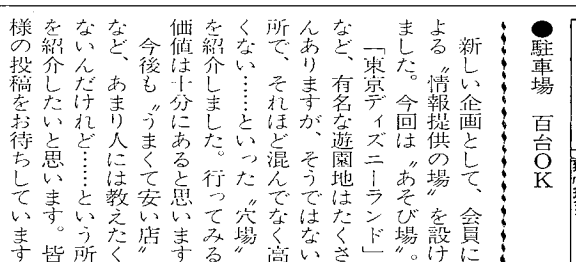 ●駐車場　百台OK
新しい企画として、会員に
よる〝情報提供の場〟を設け
ました。今回は〝あそび場〟。
「東京ディズニーランド」
など、有名な遊園地はたくさ
んありますが、そうではない
所で、それほど混んでなく高
くない……といった〝穴場〟
を紹介しました。行ってみる
価値は十分にあると思います
今後も〝うまくて安い店〟
など、あまり人には教えたく
ないんだけれど……という所
を紹介したいと思います。皆
様の投稿をお待ちしています